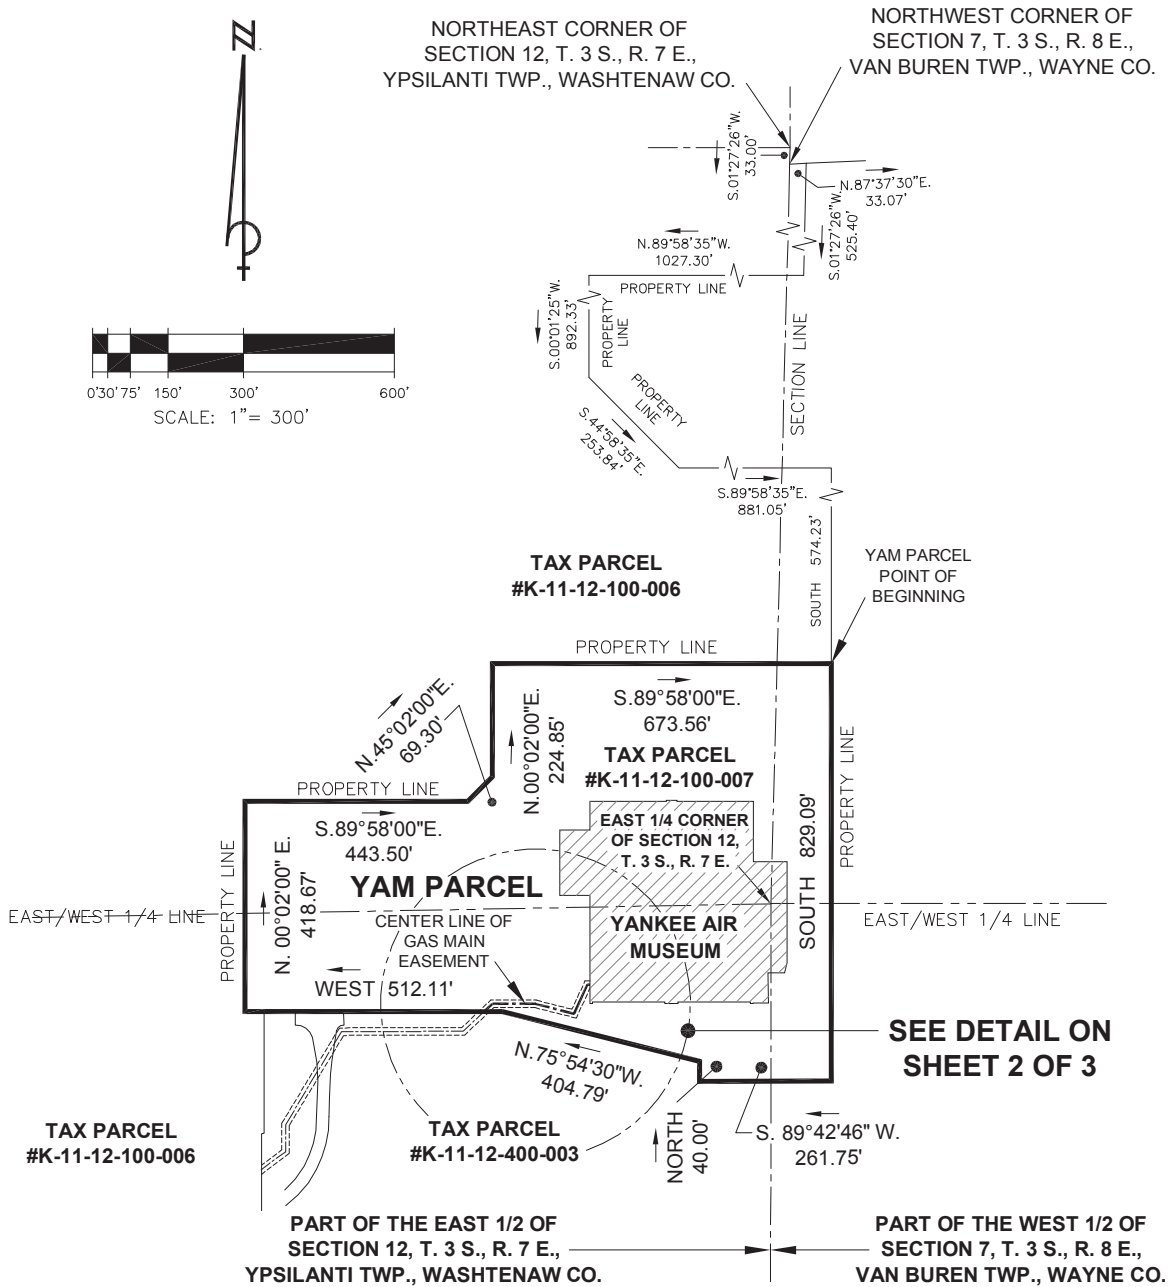 NORTHEAST CORNER OF
SECTION 12, T. 3 S., R. 7 E.,
YPSILANTI TWP., WASHTENAW CO.
NORTHWEST CORNER OF
SECTION 7, T. 3 S., R. 8 E.,
VAN BUREN TWP., WAYNE CO.
N
S.01°27'26"W.
33.00'
N.87°37'30"E.
33.07'
S.01°27'26"W.
525.40'
N.89°58'35"W.
1027.30'
PROPERTY LINE
S.00°01'25"W.
892.33'
PROPERTY
LINE
PROPERTY
LINE
S.44°58'35"E.
253.84'
SECTION LINE
0'30'75' 150' 300' 600'
SCALE: 1"= 300'
S.89°58'35"E.
881.05'
SOUTH 574.23'
TAX PARCEL
#K-11-12-100-006
YAM PARCEL
POINT OF
BEGINNING
PROPERTY LINE
N.45°02'00"E.
69.30'
N.00°02'00"E.
224.85'
S.89°58'00"E.
673.56'
TAX PARCEL
#K-11-12-100-007
PROPERTY LINE
PROPERTY LINE
S.89°58'00"E.
443.50'
EAST 1/4 CORNER
OF SECTION 12,
T. 3 S., R. 7 E.
SOUTH 829.09'
PROPERTY LINE
N. 00°02'00" E.
418.67'
YAM PARCEL
EAST/WEST 1/4 LINE
CENTER LINE OF
GAS MAIN
EASEMENT
YANKEE AIR
MUSEUM
EAST/WEST 1/4 LINE
WEST 512.11'
SEE DETAIL ON
SHEET 2 OF 3
N.75°54'30"W.
404.79'
TAX PARCEL
#K-11-12-100-006
TAX PARCEL
#K-11-12-400-003
NORTH
40.00'
S. 89°42'46" W.
261.75'
PART OF THE EAST 1/2 OF
SECTION 12, T. 3 S., R. 7 E.,
YPSILANTI TWP., WASHTENAW CO.
PART OF THE WEST 1/2 OF
SECTION 7, T. 3 S., R. 8 E.,
VAN BUREN TWP., WAYNE CO.